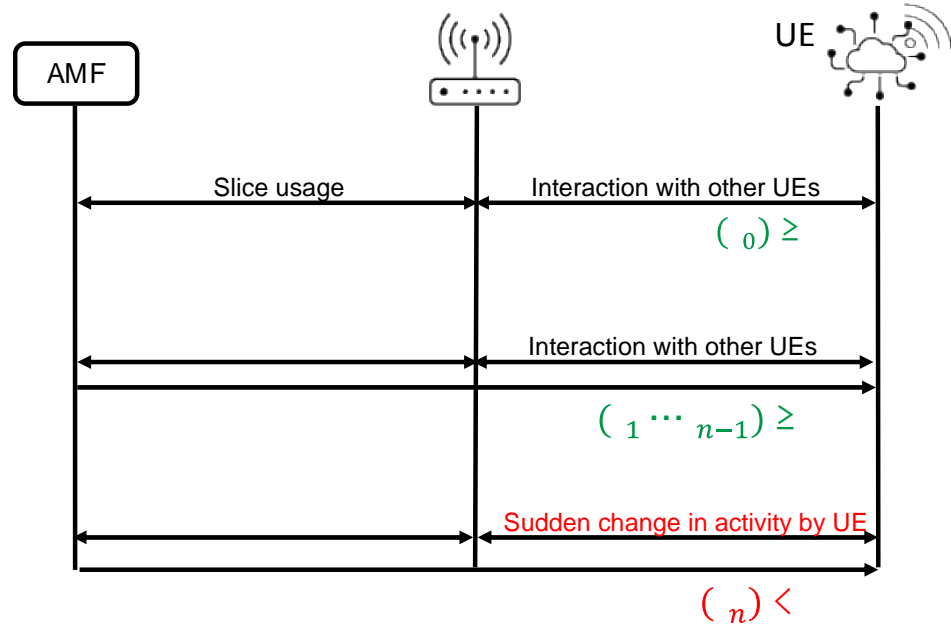 UE
AMF
Slice usage
Interaction with other UEs
( 0) ≥
Interaction with other UEs
( 1 ⋯ n−1) ≥
Sudden change in activity by UE
( n) <